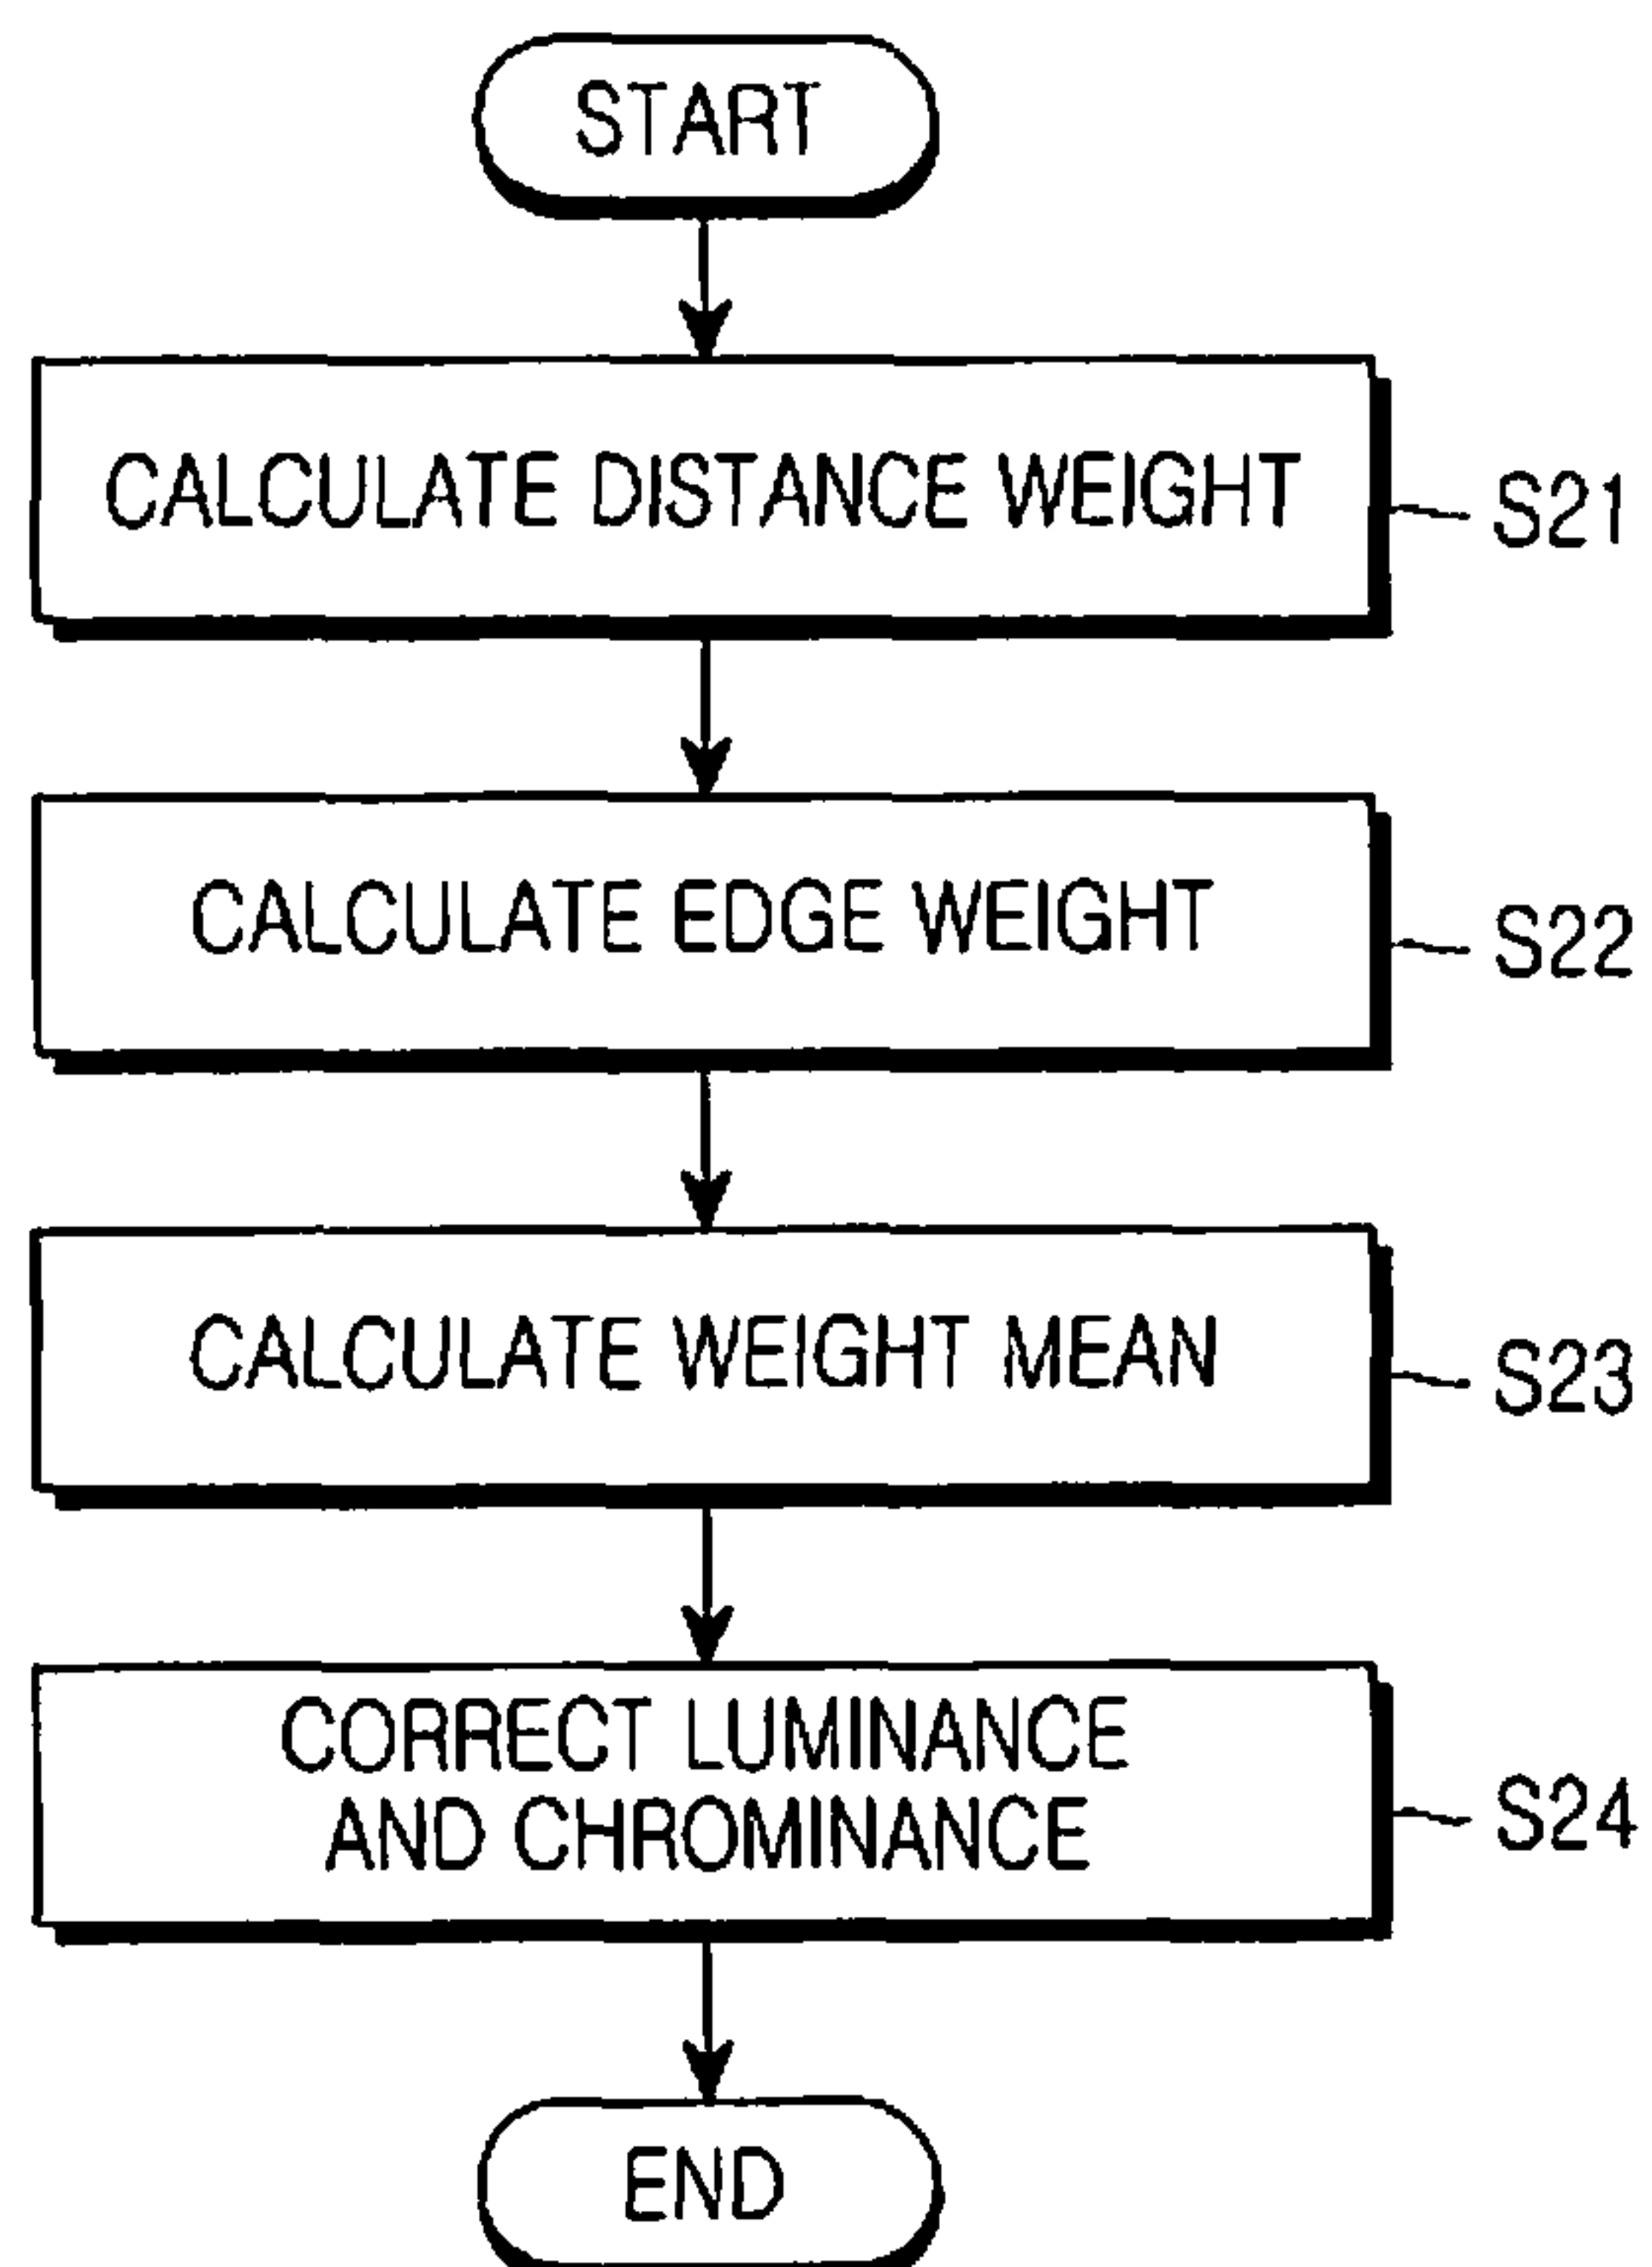 START
CALCULATE DISTANCE WEIGHT
S21
CALCULATE EDGE WEIGHT
S22
CALCULATE WEIGHT MEAN
S23
CORRECT LUMINANCE
AND CHROMINANCE
S24
END